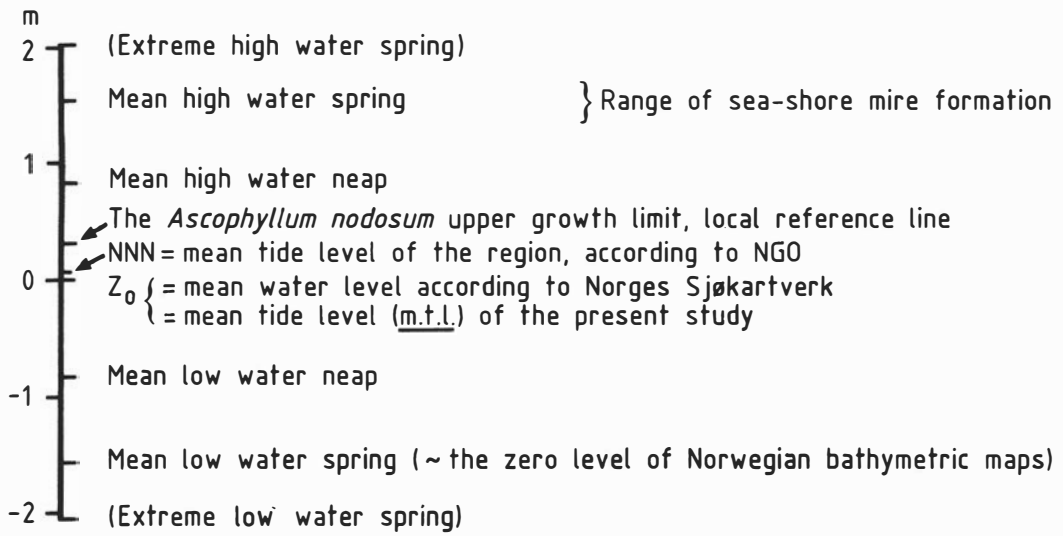 m
2 (Extreme high water spring)
Mean high water spring } Range of sea-shore mire formation
1
Mean high water neap
The Ascophyllum nodosum upper growth limit, local reference line
NNN = mean tide level of the region, according to NGO
0
Z₀ { = mean water level according to Norges Sjøkartverk
= mean tide level (m.t.l.) of the present study
Mean low water neap
-1
Mean low water spring (~ the zero level of Norwegian bathymetric maps)
-2 (Extreme low water spring)